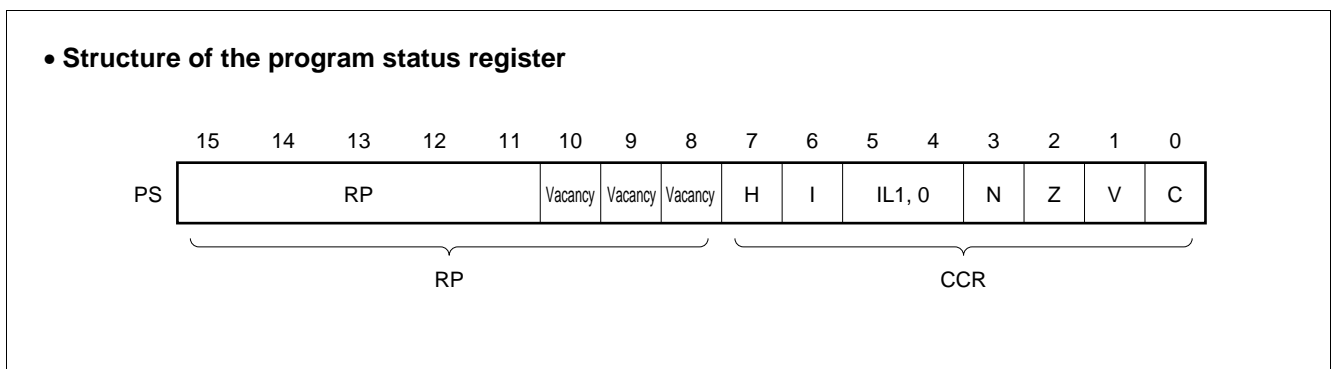 • Structure of the program status register
15 14 13 12 11 10 9 8 7 6 5 4 3 2 1 0
PS RP Vacancy Vacancy Vacancy H I IL1, 0 N Z V C
RP CCR